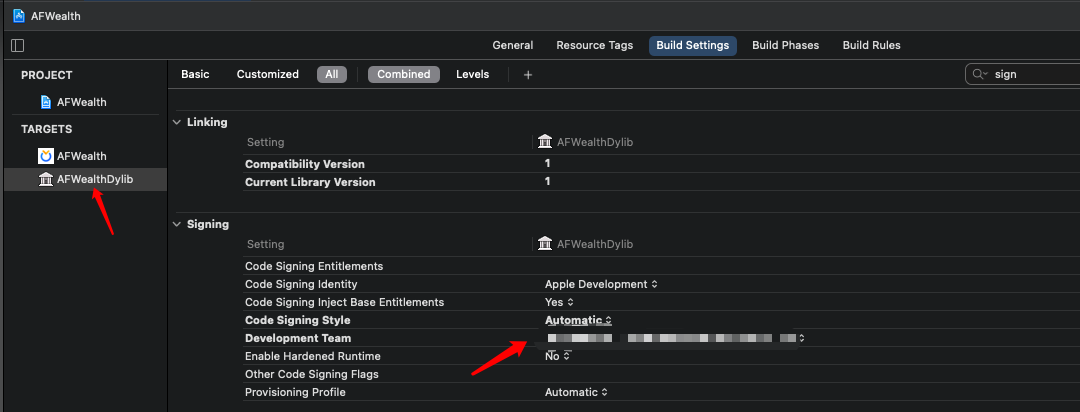 AFWealth
General Resource Tags Build Settings Build Phases Build Rules
PROJECT
AFWealth
TARGETS
AFWealth
AFWealthDylib
Basic Customized All Combined Levels + sign
Linking
Setting AFWealthDylib
Compatibility Version 1
Current Library Version 1
Signing
Setting AFWealthDylib
Code Signing Entitlements
Code Signing Identity Apple Development
Code Signing Inject Base Entitlements Yes
Code Signing Style Automatic
Development Team
Enable Hardened Runtime No
Other Code Signing Flags
Provisioning Profile Automatic